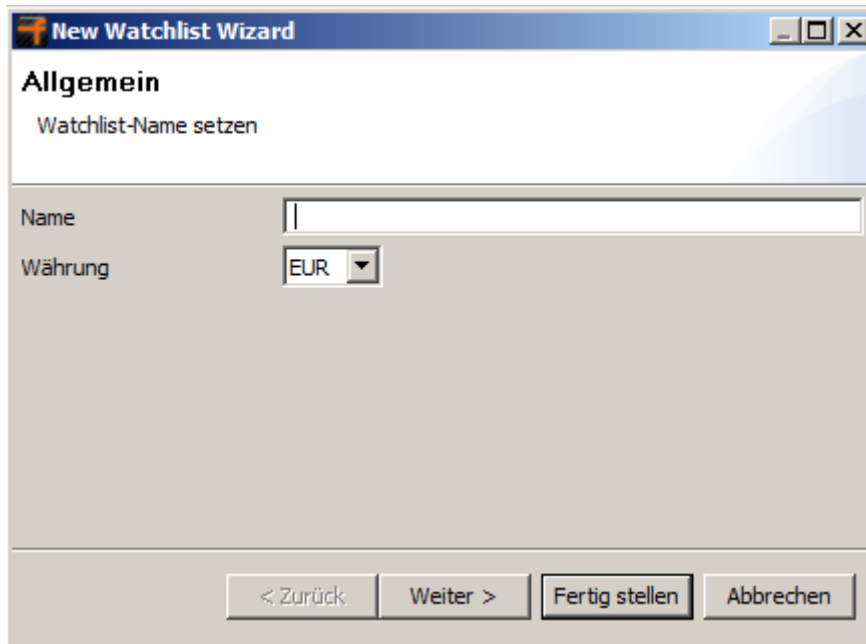 New Watchlist Wizard
Allgemein
Watchlist-Name setzen
Name
Währung EUR
< Zurück Weiter > Fertig stellen Abbrechen